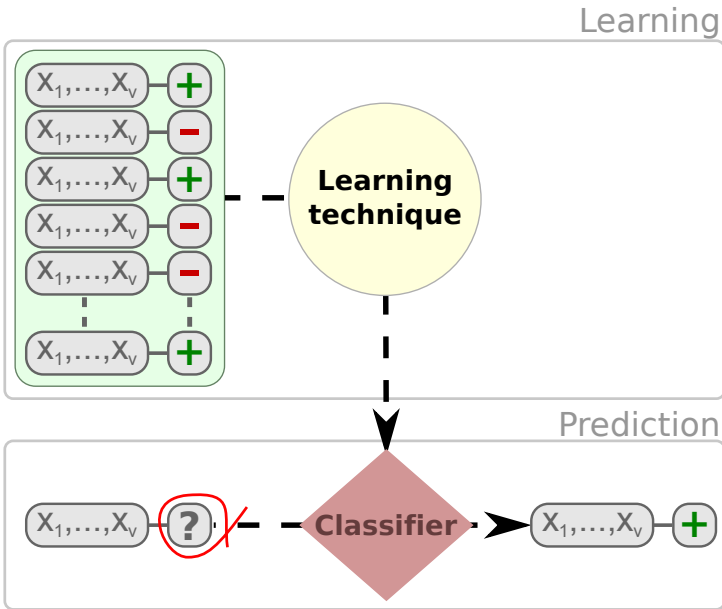 Learning
X₁,...,Xᵥ +
X₁,...,Xᵥ −
X₁,...,Xᵥ +
X₁,...,Xᵥ −
X₁,...,Xᵥ −
X₁,...,Xᵥ +
Learning
technique
Prediction
X₁,...,Xᵥ ?
Classifier
X₁,...,Xᵥ +